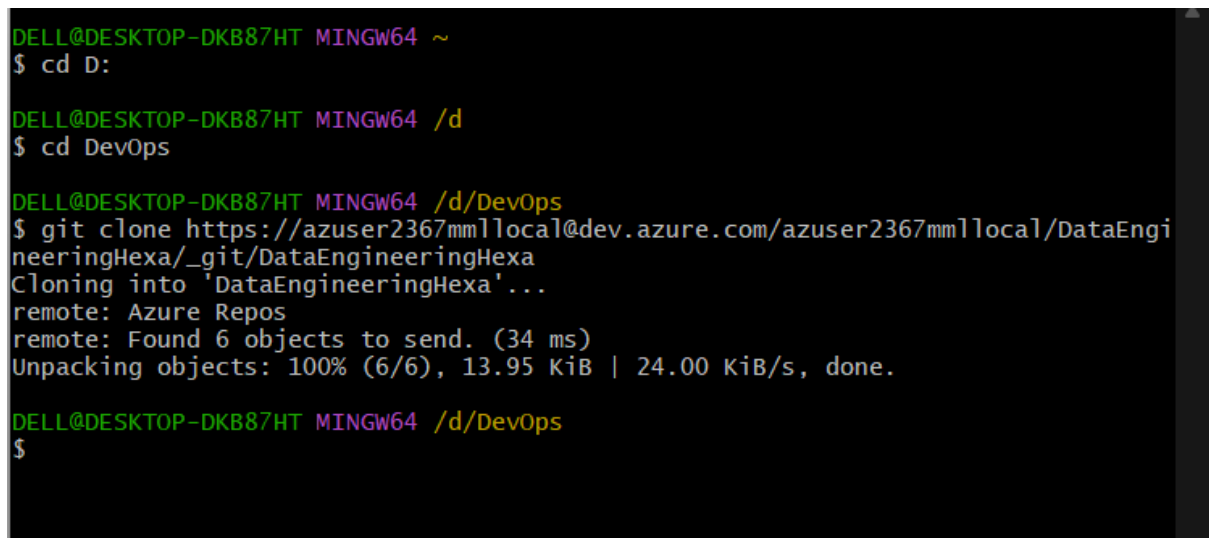 DELL@DESKTOP-DKB87HT MINGW64 ~
$ cd D:
DELL@DESKTOP-DKB87HT MINGW64 /d
$ cd DevOps
DELL@DESKTOP-DKB87HT MINGW64 /d/DevOps
$ git clone https://azuser2367mmllocal@dev.azure.com/azuser2367mmllocal/DataEngi
neeringHexa/_git/DataEngineeringHexa
Cloning into 'DataEngineeringHexa'...
remote: Azure Repos
remote: Found 6 objects to send. (34 ms)
Unpacking objects: 100% (6/6), 13.95 KiB | 24.00 KiB/s, done.
DELL@DESKTOP-DKB87HT MINGW64 /d/DevOps
$